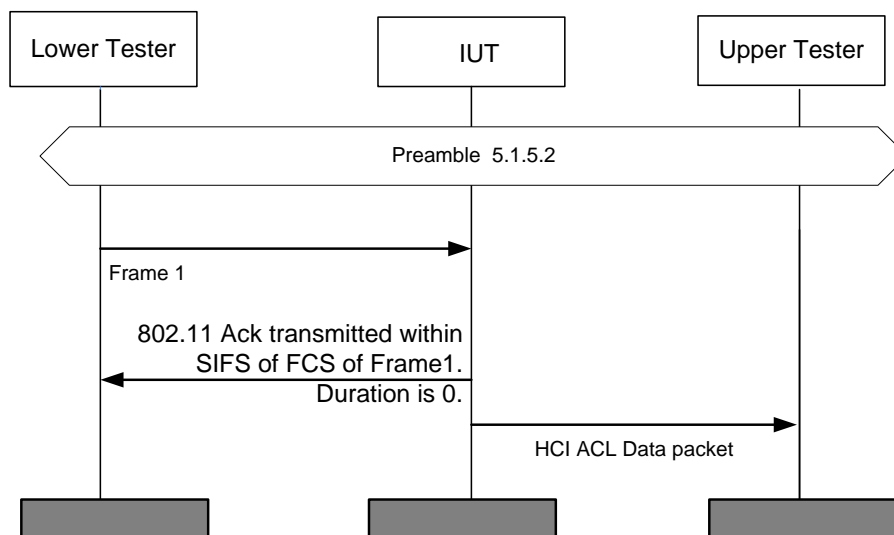 Lower Tester
IUT
Upper Tester
Preamble 5.1.5.2
Frame 1
802.11 Ack transmitted within
SIFS of FCS of Frame1.
Duration is 0.
HCI ACL Data packet